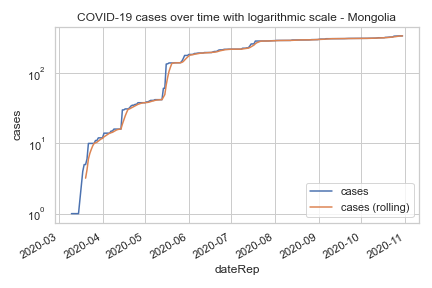 COVID-19 cases over time with logarithmic scale - Mongolia
cases
10²
10¹
10⁰
cases
cases (rolling)
2020-03
2020-04
2020-05
2020-06
2020-07
2020-08
2020-09
2020-10
2020-11
dateRep